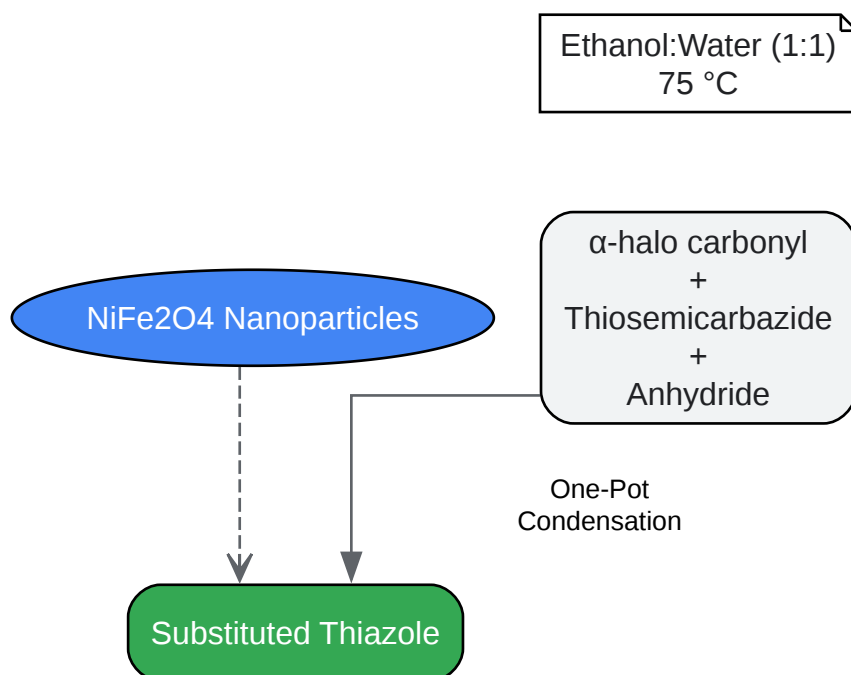 Ethanol:Water (1:1)
75 °C
α-halo carbonyl
+
Thiosemicarbazide
+
Anhydride
NiFe2O4 Nanoparticles
One-Pot
Condensation
Substituted Thiazole